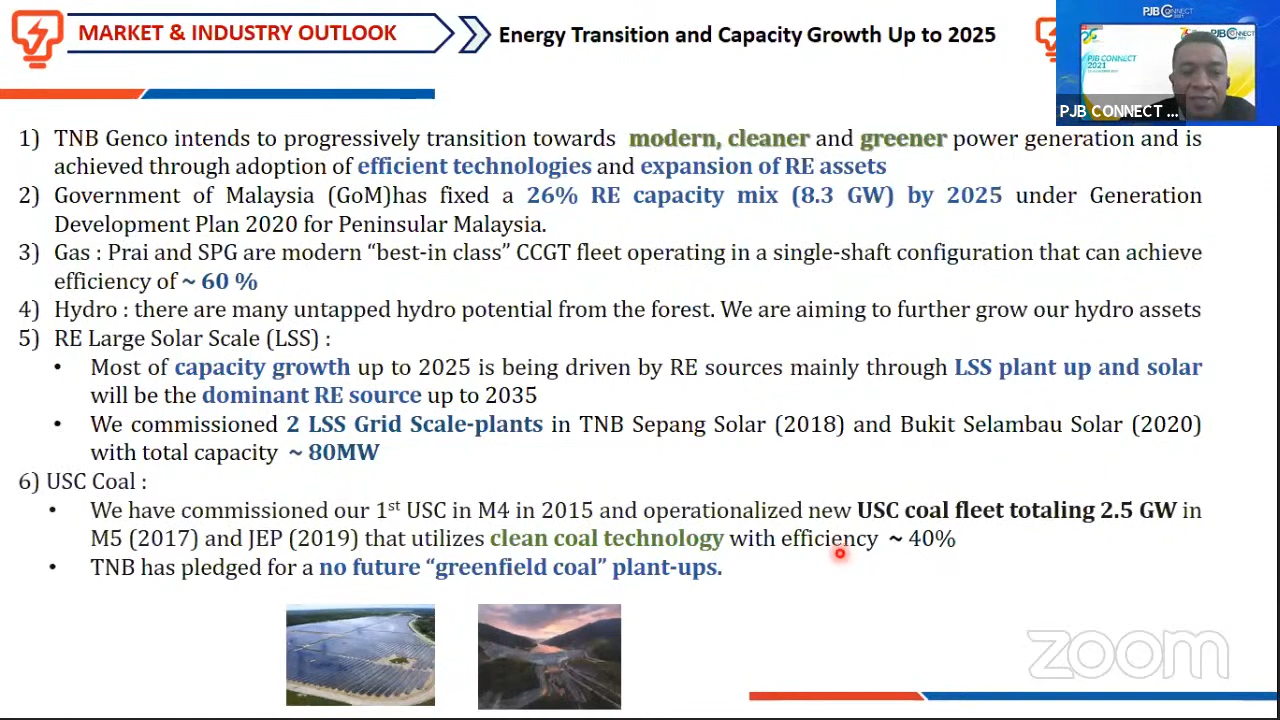 MARKET & INDUSTRY OUTLOOK
Energy Transition and Capacity Growth Up to 2025
PJB CONNECT
2021
PJB CONNECT
2021
PJB CONNECT ...
1) TNB Genco intends to progressively transition towards modern, cleaner and greener power generation and is
achieved through adoption of efficient technologies and expansion of RE assets
2) Government of Malaysia (GoM)has fixed a 26% RE capacity mix (8.3 GW) by 2025 under Generation
Development Plan 2020 for Peninsular Malaysia.
3) Gas : Prai and SPG are modern “best-in class” CCGT fleet operating in a single-shaft configuration that can achieve
efficiency of ~ 60 %
4) Hydro : there are many untapped hydro potential from the forest. We are aiming to further grow our hydro assets
5) RE Large Solar Scale (LSS) :
• Most of capacity growth up to 2025 is being driven by RE sources mainly through LSS plant up and solar
will be the dominant RE source up to 2035
• We commissioned 2 LSS Grid Scale-plants in TNB Sepang Solar (2018) and Bukit Selambau Solar (2020)
with total capacity ~ 80MW
6) USC Coal :
• We have commissioned our 1st USC in M4 in 2015 and operationalized new USC coal fleet totaling 2.5 GW in
M5 (2017) and JEP (2019) that utilizes clean coal technology with efficiency ~ 40%
• TNB has pledged for a no future “greenfield coal” plant-ups.
zoom